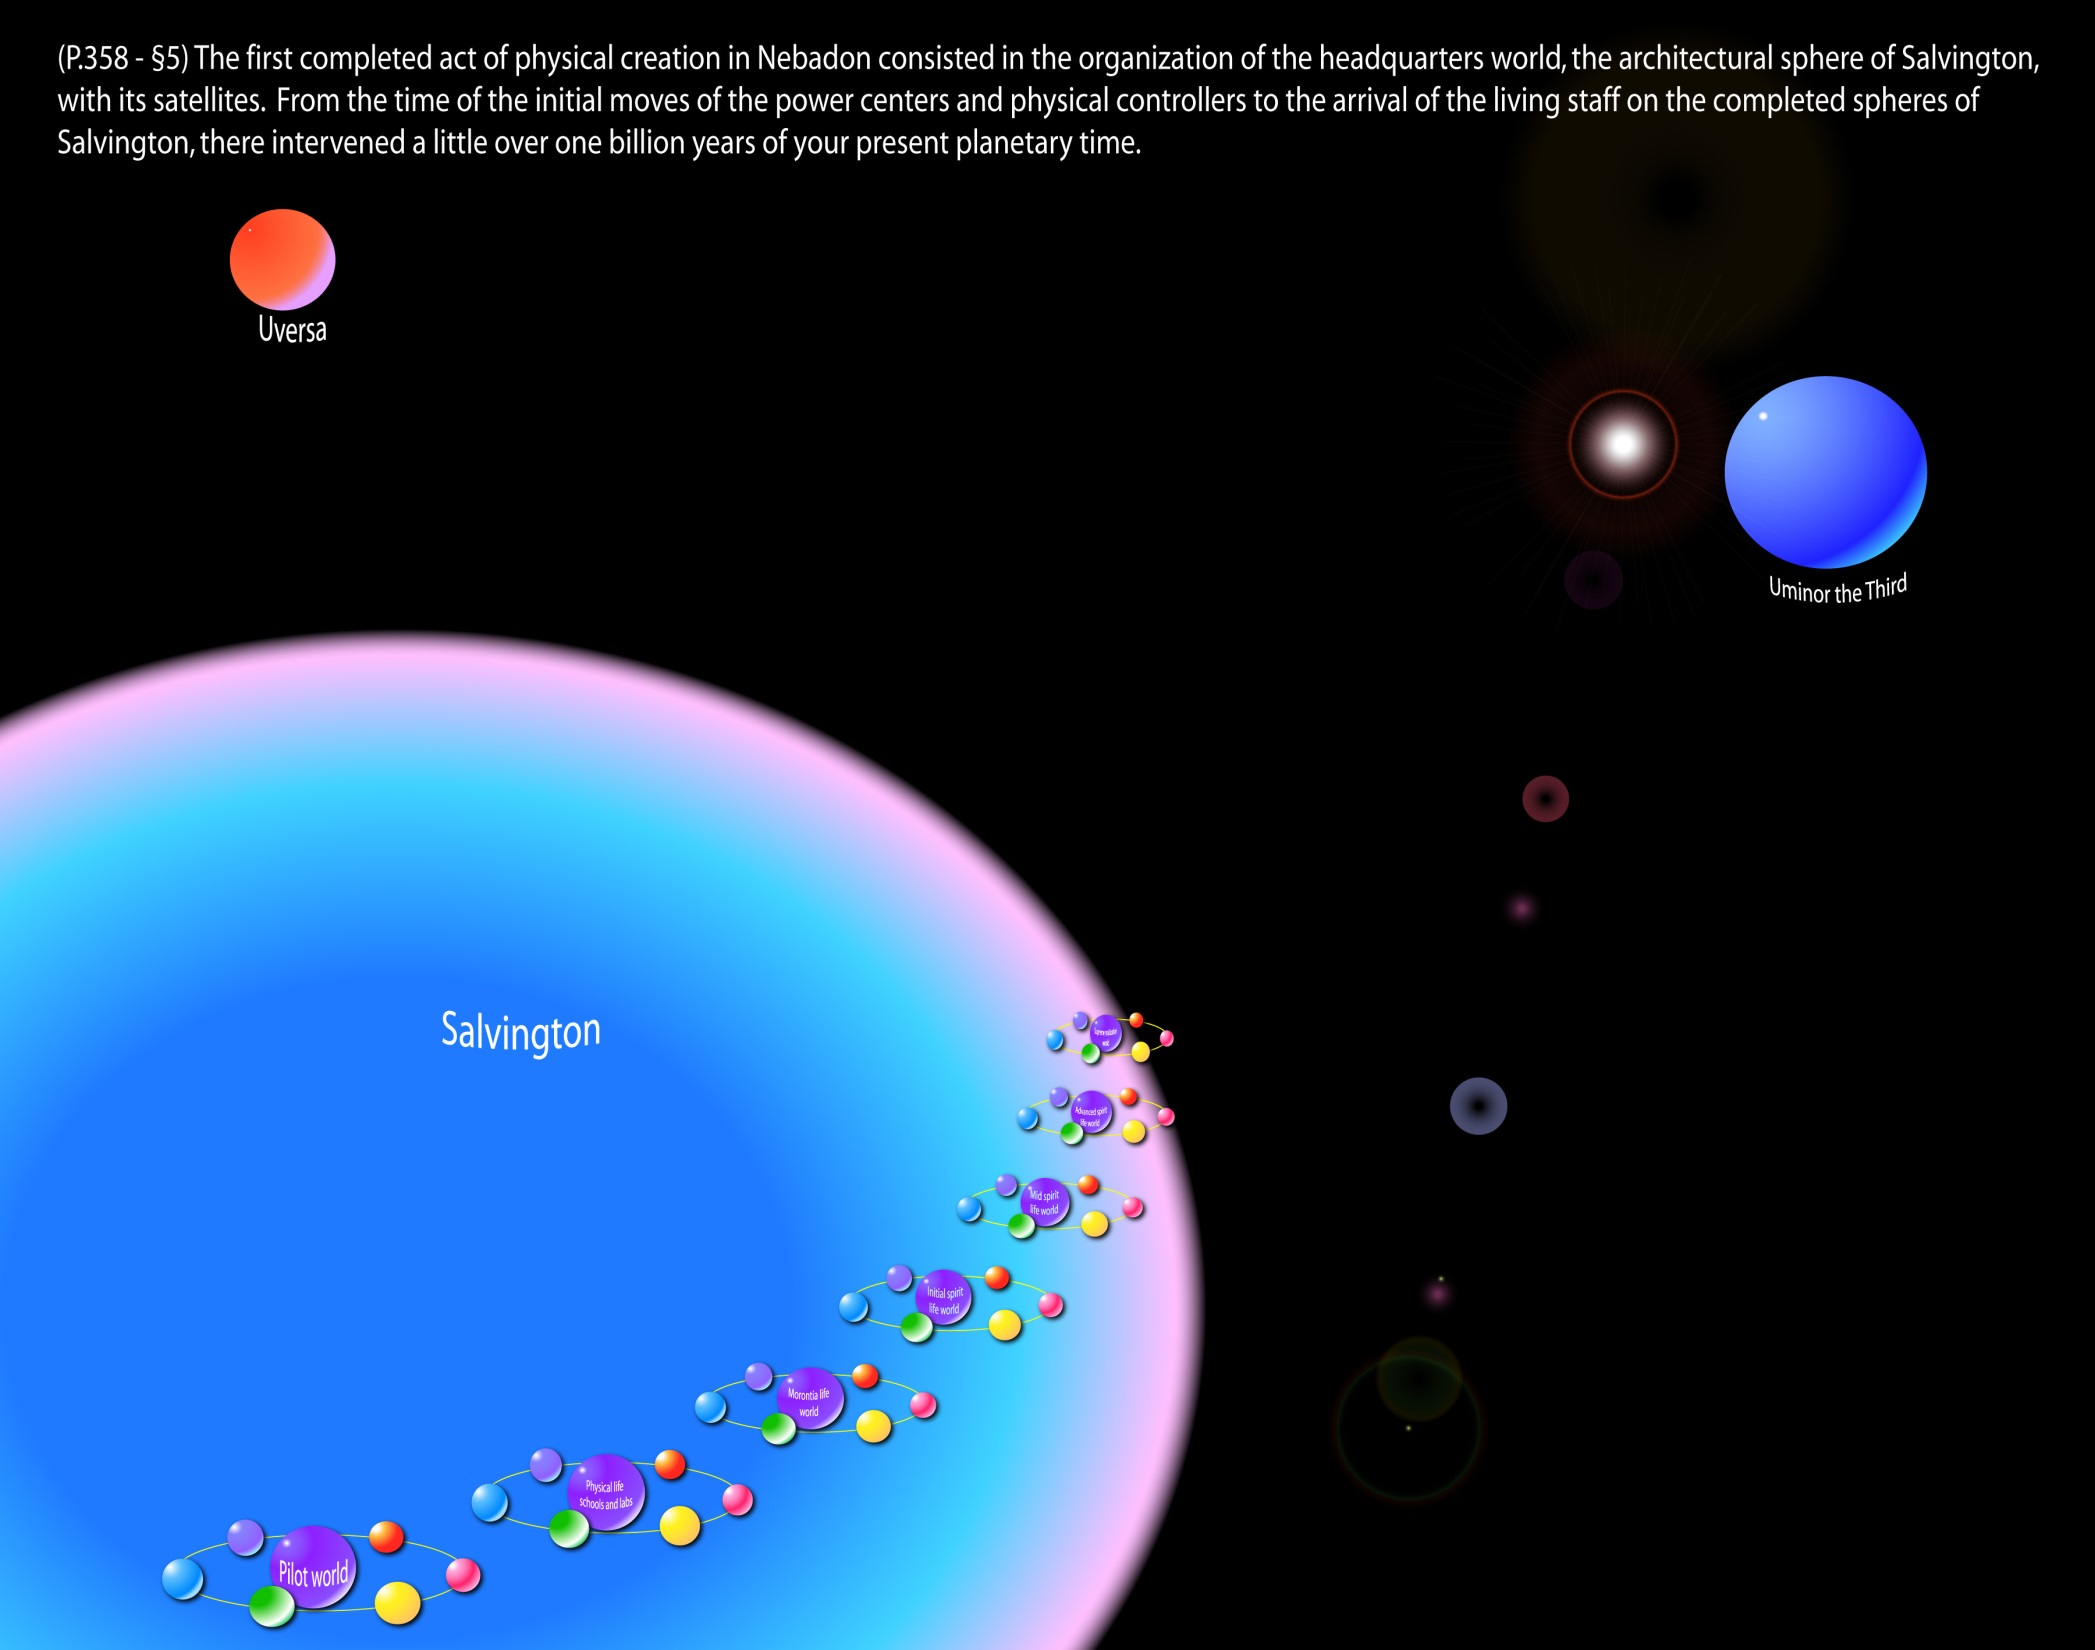 (P.358 - §5) The first completed act of physical creation in Nebadon consisted in the organization of the headquarters world, the architectural sphere of Salvington,
with its satellites. From the time of the initial moves of the power centers and physical controllers to the arrival of the living staff on the completed spheres of
Salvington, there intervened a little over one billion years of your present planetary time.
Uversa
Uminor the Third
Salvington
Advanced spirit
life world
Mid spirit
life world
Initial spirit
life world
Morontia life
world
Physical life
schools and labs
Pilot world